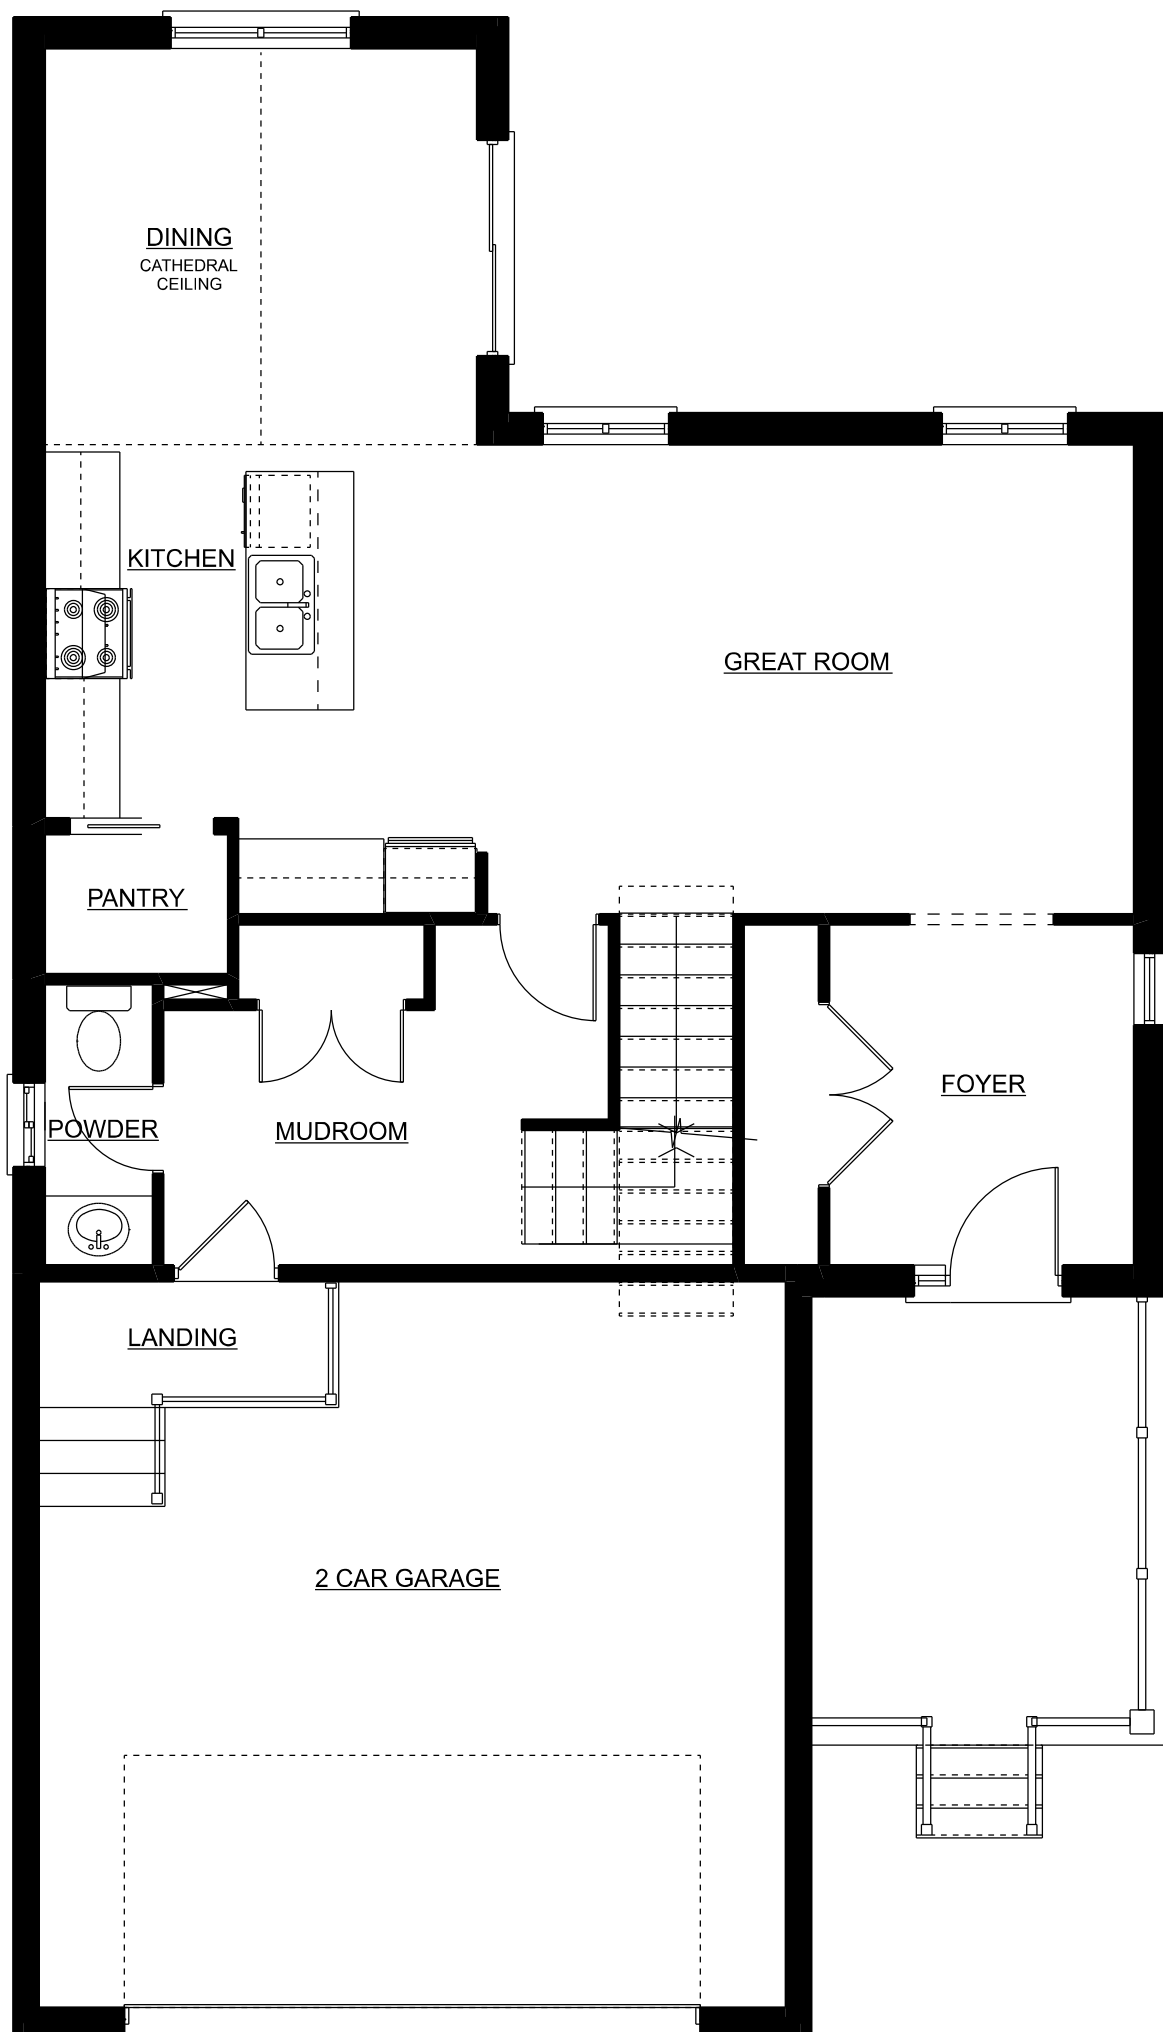 DINING
CATHEDRAL
CEILING
KITCHEN
GREAT ROOM
PANTRY
FOYER
POWDER
MUDROOM
LANDING
2 CAR GARAGE